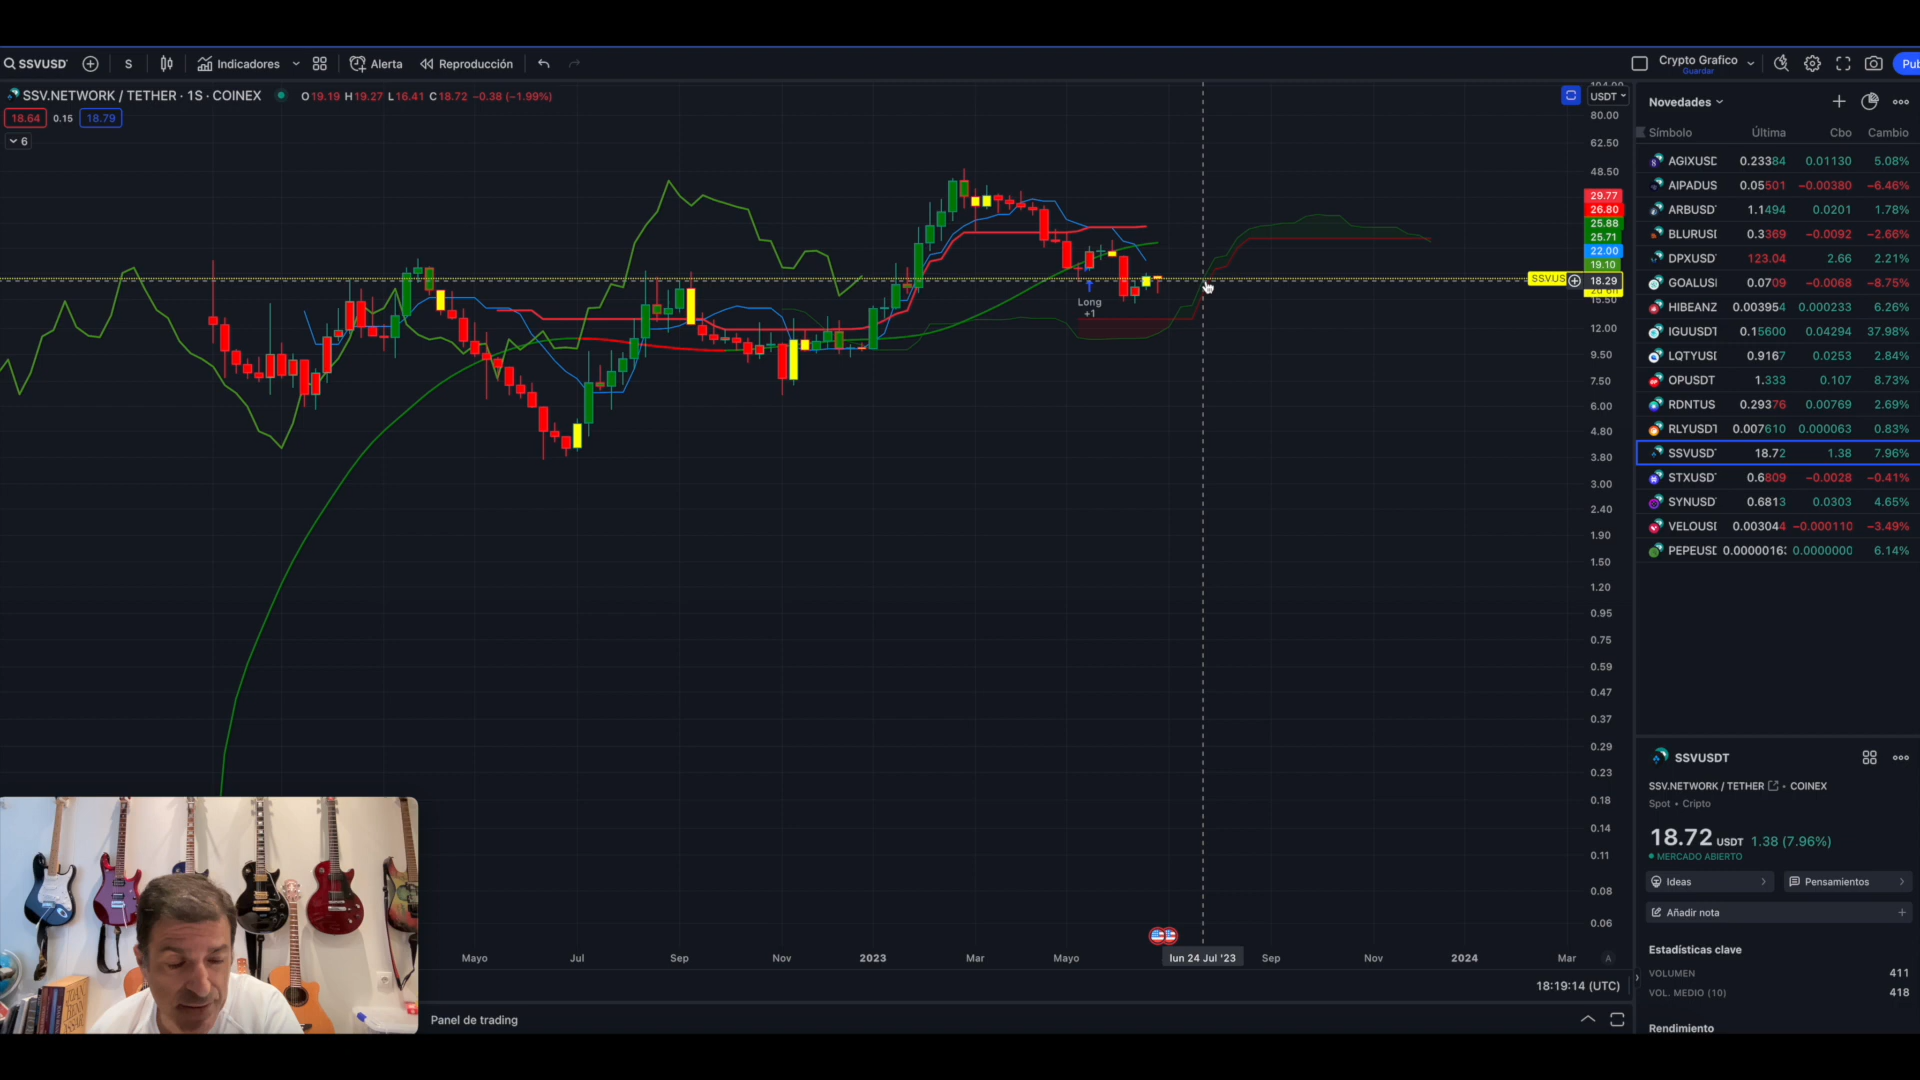 SSVUSD
S
Indicadores
Alerta
Reproducción
Crypto Grafico
Guardar
Pub
SSV.NETWORK / TETHER · 1S · COINEX
O19.19 H19.27 L16.41 C18.72 −0.38 (−1.99%)
18.64 0.15 18.79
6
USDT
80.00
62.50
48.50
29.77
26.80
25.88
25.71
22.00
19.10
SSVUS
18.29
15.50
12.00
9.50
7.50
6.00
4.80
3.80
3.00
2.40
1.90
1.50
1.20
0.95
0.75
0.59
0.47
0.37
0.29
0.23
0.18
0.14
0.11
0.08
0.06
Long
+1
Mayo
Jul
Sep
Nov
2023
Mar
Mayo
lun 24 Jul '23
Sep
Nov
2024
Mar
A
18:19:14 (UTC)
Panel de trading
Novedades
Símbolo Última Cbo Cambio
AGIXUSD 0.23384 0.01130 5.08%
AIPADUS 0.05501 −0.00380 −6.46%
ARBUSD 1.1494 0.0201 1.78%
BLURUSI 0.3369 −0.0092 −2.66%
DPXUSD 123.04 2.66 2.21%
GOALUSI 0.0709 −0.0068 −8.75%
HIBEANZ 0.003954 0.000233 6.26%
IGUUSDT 0.15600 0.04294 37.98%
LQTYUSI 0.9167 0.0253 2.84%
OPUSDT 1.333 0.107 8.73%
RDNTUS 0.29376 0.00769 2.69%
RLYUSDT 0.007610 0.000063 0.83%
SSVUSD 18.72 1.38 7.96%
STXUSD 0.6809 −0.0028 −0.41%
SYNUSD 0.6813 0.0303 4.65%
VELOUSI 0.003044 −0.000110 −3.49%
PEPEUSI 0.0000016 0.0000000 6.14%
SSVUSDT
SSV.NETWORK / TETHER • COINEX
Spot • Cripto
18.72 USDT 1.38 (7.96%)
MERCADO ABIERTO
Ideas
Pensamientos
Añadir nota
Estadísticas clave
VOLUMEN 411
VOL. MEDIO (10) 418
Rendimiento